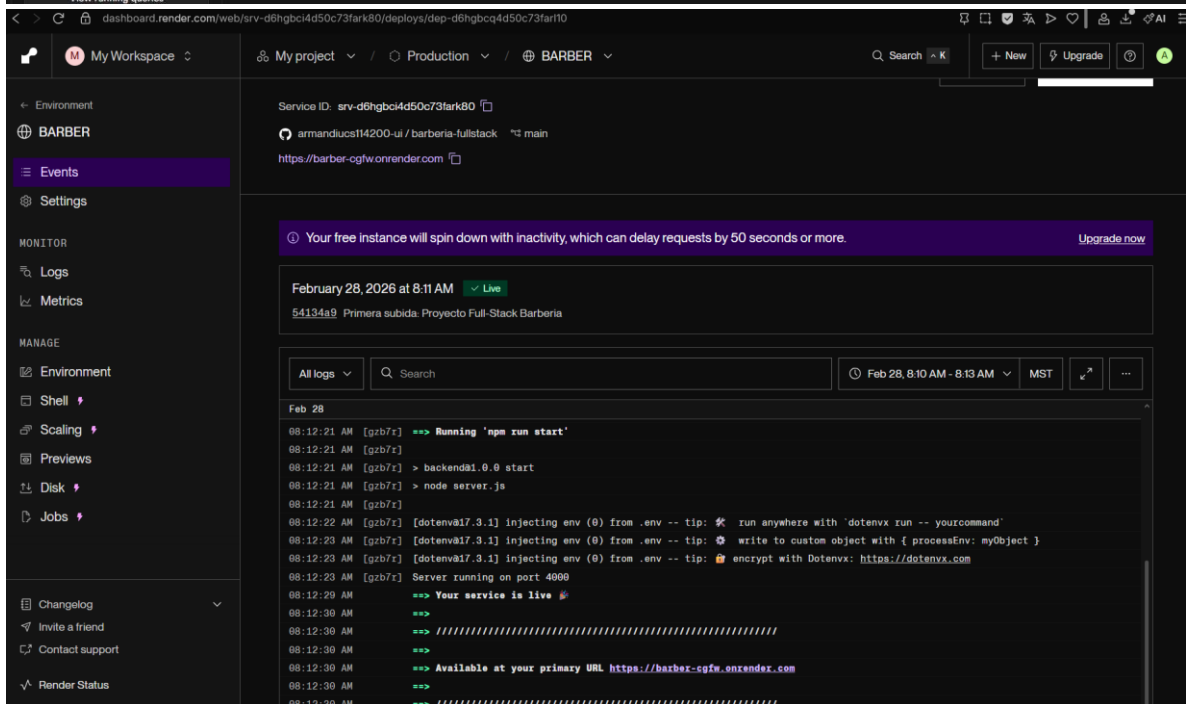 dashboard.render.com/web/srv-d6hgbci4d50c73fark80/deploys/dep-d6hgbcq4d50c73farl10
AI
M My Workspace
My project / Production / BARBER
Search ^ K
+ New
Upgrade
A
← Environment
BARBER
Events
Settings
MONITOR
Logs
Metrics
MANAGE
Environment
Shell
Scaling
Previews
Disk
Jobs
Changelog
Invite a friend
Contact support
Render Status
Service ID: srv-d6hgbci4d50c73fark80
armandiucs114200-ui / barberia-fullstack main
https://barber-cgfw.onrender.com
Your free instance will spin down with inactivity, which can delay requests by 50 seconds or more.
Upgrade now
February 28, 2026 at 8:11 AM ✓ Live
54134a9 Primera subida: Proyecto Full-Stack Barberia
All logs
Search
Feb 28, 8:10 AM - 8:13 AM
MST
...
Feb 28
08:12:21 AM [gzb7r] ==> Running 'npm run start'
08:12:21 AM [gzb7r]
08:12:21 AM [gzb7r] > backend@1.0.0 start
08:12:21 AM [gzb7r] > node server.js
08:12:21 AM [gzb7r]
08:12:22 AM [gzb7r] [dotenv@17.3.1] injecting env (0) from .env -- tip: 🛠️ run anywhere with `dotenvx run -- yourcommand`
08:12:23 AM [gzb7r] [dotenv@17.3.1] injecting env (0) from .env -- tip: ⚙️ write to custom object with { processEnv: myObject }
08:12:23 AM [gzb7r] [dotenv@17.3.1] injecting env (0) from .env -- tip: 🔐 encrypt with Dotenvx: https://dotenvx.com
08:12:23 AM [gzb7r] Server running on port 4000
08:12:29 AM ==> Your service is live 🎉
08:12:30 AM ==>
08:12:30 AM ==> ///////////////////////////////////////////////////////////
08:12:30 AM ==>
08:12:30 AM ==> Available at your primary URL https://barber-cgfw.onrender.com
08:12:30 AM ==>
08:12:30 AM ==> ///////////////////////////////////////////////////////////